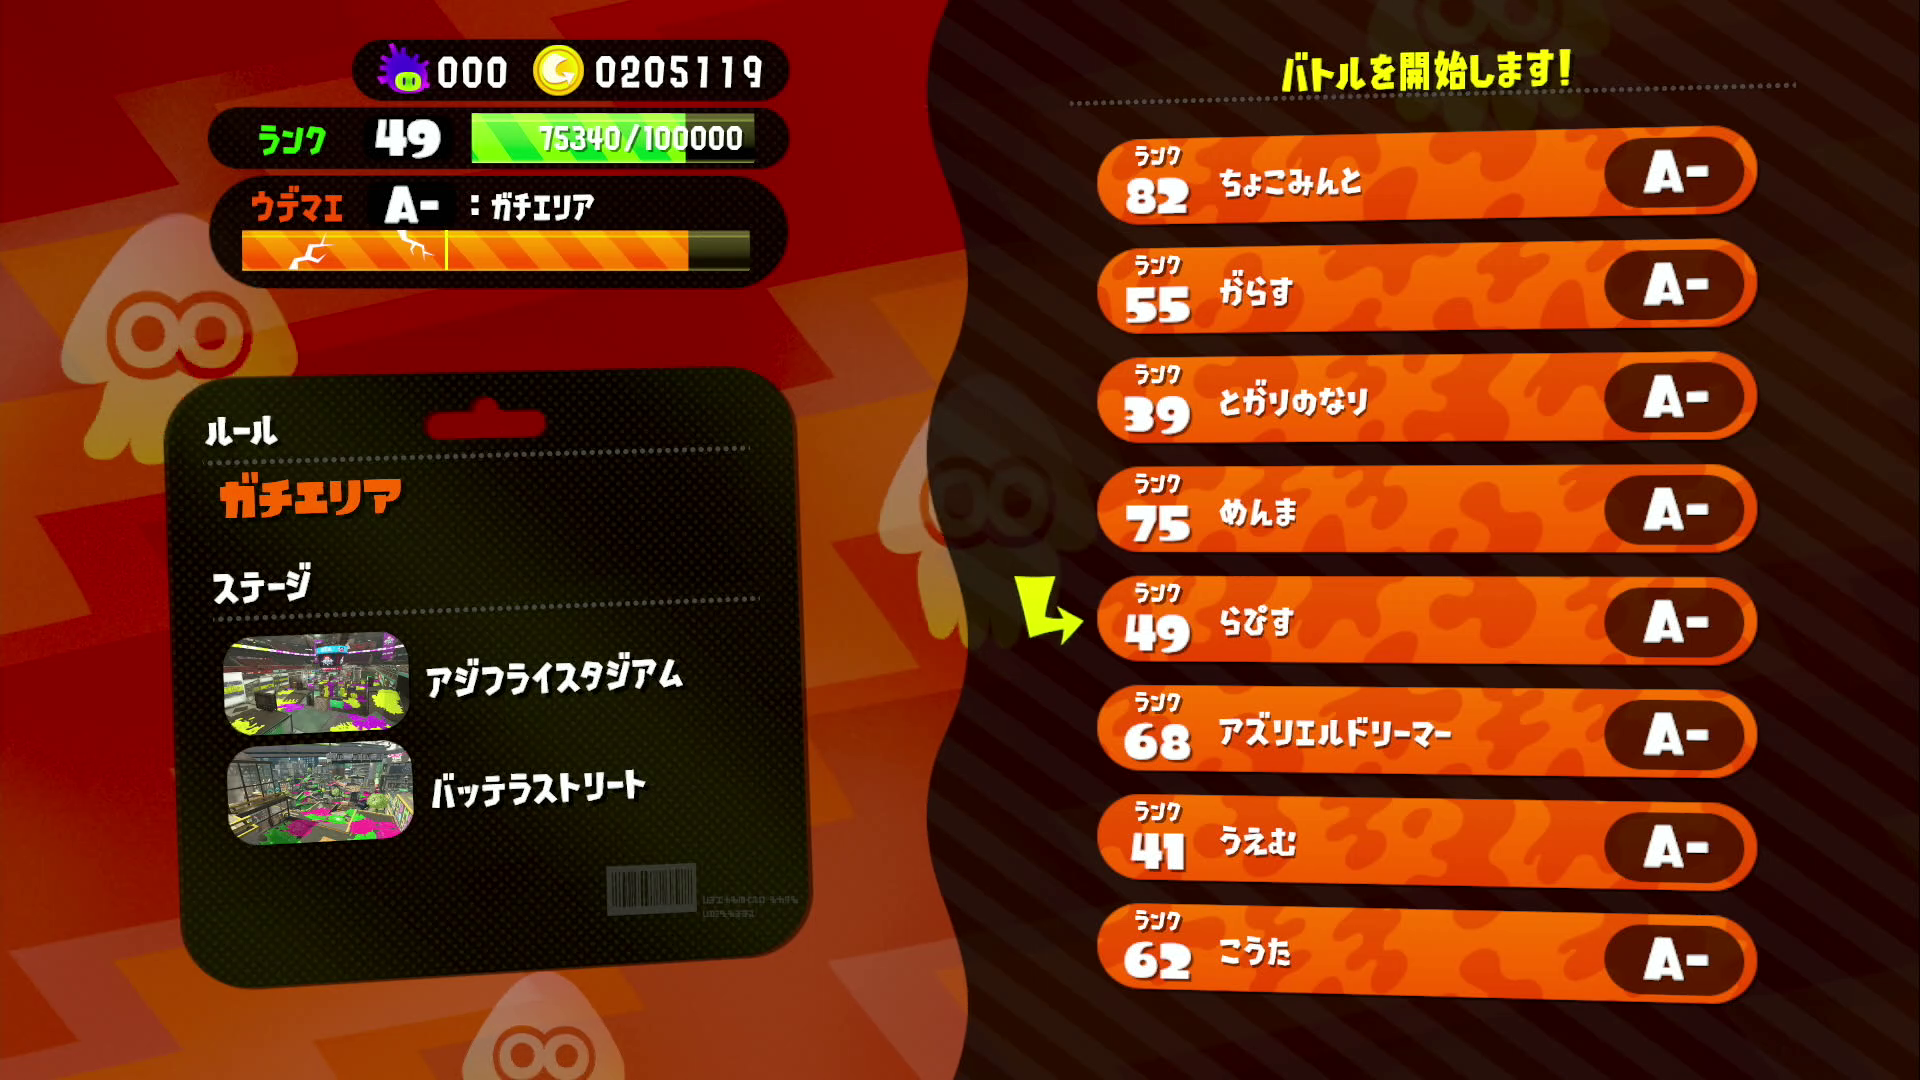 000 0205119
ランク 49 75340/100000
ウデマエ A- : ガチエリア
ルール
ガチエリア
ステージ
アジフライスタジアム
バッテラストリート
バトルを開始します!
ランク
82 ちょこみんと A-
ランク
55 がらす A-
ランク
39 とがりのなり A-
ランク
75 めんま A-
ランク
49 らぴす A-
ランク
68 アズリエルドリーマー A-
ランク
41 うえむ A-
ランク
62 こうた A-